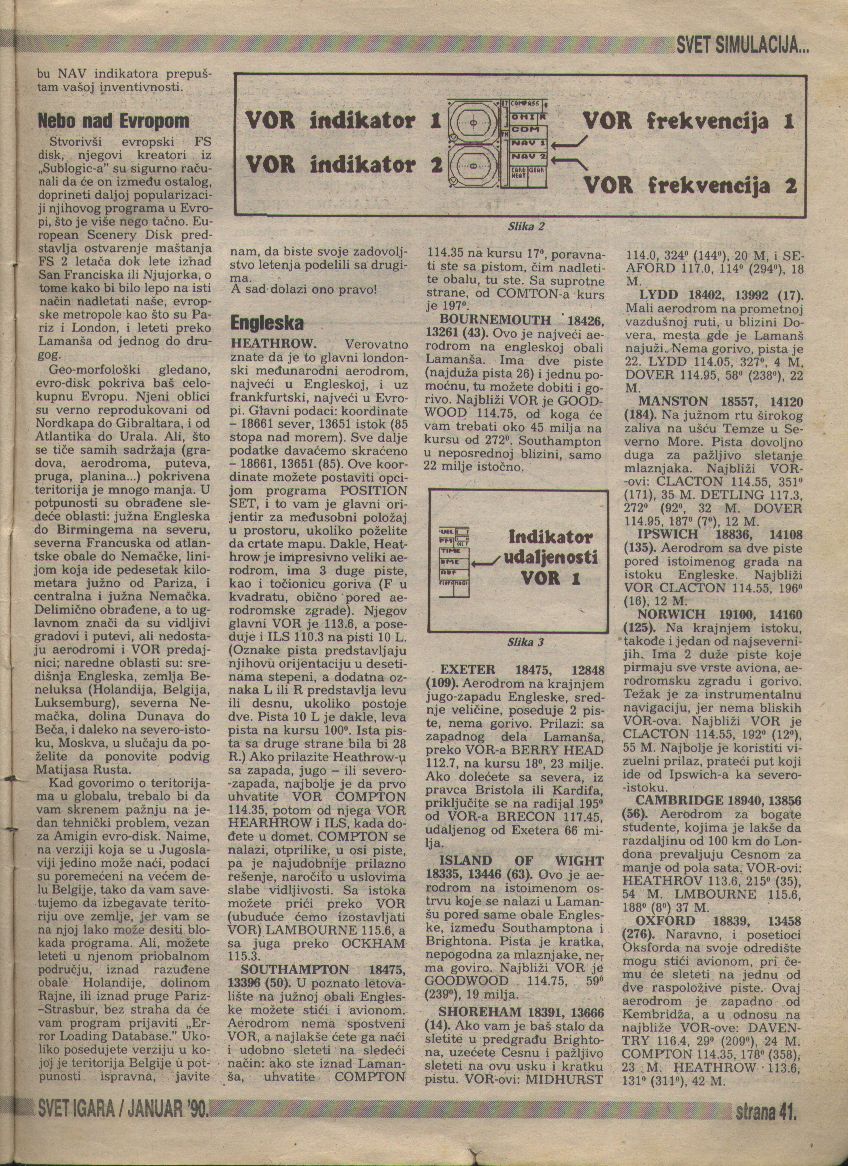 SVET SIMULACIJA...
bu NAV indikatora prepuš-
tam vašoj inventivnosti.
Nebo nad Evropom
Stvorivši evropski FS
disk, njegovi kreatori iz
„Sublogic-a” su sigurno raču-
nali da će on između ostalog,
doprineti daljoj popularizaci-
ji njihovog programa u Evro-
pi, što je više nego tačno. Eu-
ropean Scenery Disk pred-
stavlja ostvarenje maštanja
FS 2 letača dok lete iznad
San Franciska ili Njujorka, o
tome kako bi bilo lepo na isti
način nadletati naše, evrop-
ske metropole kao što su Pa-
riz i London, i leteti preko
Lamanša od jednog do dru-
gog.
Geo-morfološki gledano,
evro-disk pokriva baš celo-
kupnu Evropu. Njeni oblici
su verno reprodukovani od
Nordkapa do Gibraltara, i od
Atlantika do Urala. Ali, što
se tiče samih sadržaja (gra-
dova, aerodroma, puteva,
pruga, planina...) pokrivena
teritorija je mnogo manja. U
potpunosti su obrađene sle-
deće oblasti: južna Engleska
do Birmingema na severu,
severna Francuska od atlan-
tske obale do Nemačke, lini-
jom koja ide pedesetak kilo-
metara južno od Pariza, i
centralna i južna Nemačka.
Delimično obrađene, a to ug-
lavnom znači da su vidljivi
gradovi i putevi, ali nedosta-
ju aerodromi i VOR predaj-
nici; naredne oblasti su: sre-
dišnja Engleska, zemlja Be-
neluksa (Holandija, Belgija,
Luksemburg), severna Ne-
mačka, dolina Dunava do
Beča, i daleko na severo-isto-
ku, Moskva, u slučaju da po-
želite da ponovite podvig
Matijasa Rusta.
Kad govorimo o teritorija-
ma u globalu, trebalo bi da
vam skrenem pažnju na je-
dan tehnički problem, vezan
za Amigin evro-disk. Naime,
na verziji koja se u Jugosla-
viji jedino može naći, podaci
su poremećeni na većem de-
lu Belgije, tako da vam save-
tujemo da izbegavate terito-
riju ove zemlje, jer vam se
na njoj lako može desiti blo-
kada programa. Ali, možete
leteti u njenom priobalnom
području, iznad razuđene
obale Holandije, dolinom
Rajne, ili iznad pruge Pariz-
-Strasbur, bez straha da će
vam program prijaviti „Er-
ror Loading Database.” Uko-
liko posedujete verziju u ko-
joj je teritorija Belgije u pot-
punosti ispravna, javite
VOR indikator 1
VOR indikator 2
COMPASS
OMI R
COM
NAV 1
NAV 2
CARB HEAT GEAR
VOR frekvencija 1
VOR frekvencija 2
Slika 2
nam, da biste svoje zadovolj-
stvo letenja podelili sa drugi-
ma.
A sad dolazi ono pravo!
Engleska
HEATHROW. Verovatno
znate da je to glavni london-
ski međunarodni aerodrom,
najveći u Engleskoj, i uz
frankfurtski, najveći u Evro-
pi. Glavni podaci: koordinate
- 18661 sever, 13651 istok (85
stopa nad morem). Sve dalje
podatke davaćemo skraćeno
- 18661, 13651 (85). Ove koor-
dinate možete postaviti opci-
jom programa POSITION
SET, i to vam je glavni ori-
jentir za međusobni položaj
u prostoru, ukoliko poželite
da crtate mapu. Dakle, Heat-
hrow je impresivno veliki ae-
rodrom, ima 3 duge piste,
kao i točionicu goriva (F u
kvadratu, obično pored ae-
rodromske zgrade). Njegov
glavni VOR je 113.6, a pose-
duje i ILS 110.3 na pisti 10 L.
(Oznake pista predstavljaju
njihovu orijentaciju u deseti-
nama stepeni, a dodatna oz-
naka L ili R predstavlja levu
ili desnu, ukoliko postoje
dve. Pista 10 L je dakle, leva
pista na kursu 100°. Ista pis-
ta sa druge strane bila bi 28
R.) Ako prilazite Heathrow-u
sa zapada, jugo – ili severo-
-zapada, najbolje je da prvo
uhvatite VOR COMPTON
114.35, potom od njega VOR
HEARHROW i ILS, kada do-
đete u domet. COMPTON se
nalazi, otprilike, u osi piste,
pa je najudobnije prilazno
rešenje, naročito u uslovima
slabe vidljivosti. Sa istoka
možete prići preko VOR
(ubuduće ćemo izostavljati
VOR) LAMBOURNE 115.6, a
sa juga preko OCKHAM
115.3.
SOUTHAMPTON 18475,
13396 (50). U poznato letova-
lište na južnoj obali Engles-
ke možete stići i avionom.
Aerodrom nema spostveni
VOR, a najlakše ćete ga naći
i udobno sleteti na sledeći
način: ako ste iznad Laman-
ša, uhvatite COMPTON
114.35 na kursu 17°, poravna-
ti ste sa pistom, čim nadleti-
te obalu, tu ste. Sa suprotne
strane, od COMTON-a kurs
je 197°.
BOURNEMOUTH 18426,
13261 (43). Ovo je najveći ae-
rodrom na engleskoj obali
Lamanša. Ima dve piste
(najduža pista 26) i jednu po-
moćnu, tu možete dobiti i go-
rivo. Najbliži VOR je GOOD-
WOOD 114.75, od koga će
vam trebati oko 45 milja na
kursu od 272°. Southampton
u neposrednoj blizini, samo
22 milje istočno.
TIME
DME
ADF
Indikator
udaljenosti
VOR 1
Slika 3
EXETER 18475, 12848
(109). Aerodrom na krajnjem
jugo-zapadu Engleske, sred-
nje veličine, poseduje 2 pis-
te, nema gorivo. Prilazi: sa
zapadnog dela Lamanša,
preko VOR-a BERRY HEAD
112.7, na kursu 18°, 23 milje.
Ako dolećete sa severa, iz
pravca Bristola ili Kardifa,
priključite se na radijal 195°
od VOR-a BRECON 117.45,
udaljenog od Exetera 66 mi-
lja.
ISLAND OF WIGHT
18335, 13446 (63). Ovo je ae-
rodrom na istoimenom os-
trvu koje se nalazi u Laman-
šu pored same obale Engles-
ke, između Southamptona i
Brightona. Pista je kratka,
nepogodna za mlaznjake, ne-
ma goviro. Najbliži VOR je
GOODWOOD 114.75, 59°
(239°), 19 milja.
SHOREHAM 18391, 13666
(14). Ako vam je baš stalo da
sletite u predgrađu Brighto-
na, uzećete Cesnu i pažljivo
sleteti na ovu usku i kratku
pistu. VOR-ovi: MIDHURST
114.0, 324° (144°), 20 M, i SE-
AFORD 117.0, 114° (294°), 18
M.
LYDD 18402, 13992 (17).
Mali aerodrom na prometnoj
vazdušnoj ruti, u blizini Do-
vera, mesta gde je Lamanš
najuži. Nema gorivo, pista je
22. LYDD 114.05, 327°, 4 M,
DOVER 114.95, 58° (238°), 22
M.
MANSTON 18557, 14120
(184). Na južnom rtu širokog
zaliva na ušću Temze u Se-
verno More. Pista dovoljno
duga za pažljivo sletanje
mlaznjaka. Najbliži VOR-
-ovi: CLACTON 114.55, 351°
(171), 35 M. DETLING 117.3,
272° (92°, 32 M. DOVER
114.95, 187° (7°), 12 M.
IPSWICH 18836, 14108
(135). Aerodrom sa dve piste
pored istoimenog grada na
istoku Engleske. Najbliži
VOR CLACTON 114.55, 196°
(16), 12 M.
NORWICH 19100, 14160
(125). Na krajnjem istoku,
takođe i jedan od najseverni-
jih. Ima 2 duže piste koje
pirmaju sve vrste aviona, ae-
rodromsku zgradu i gorivo.
Težak je za instrumentalnu
navigaciju, jer nema bliskih
VOR-ova. Najbliži VOR je
CLACTON 114.55, 192° (12°),
55 M. Najbolje je koristiti vi-
zuelni prilaz, prateći put koji
ide od Ipswich-a ka severo-
-istoku.
CAMBRIDGE 18940, 13856
(56). Aerodrom za bogate
studente, kojima je lakše da
razdaljinu od 100 km do Lon-
dona prevaljuju Cesnom za
manje od pola sata. VOR-ovi:
HEATHROV 113.6, 215° (35),
54 M. LMBOURNE 115.6,
188° (8°) 37 M.
OXFORD 18839, 13458
(276). Naravno, i posetioci
Oksforda na svoje odredište
mogu stići avionom, pri če-
mu će sleteti na jednu od
dve raspoložive piste. Ovaj
aerodrom je zapadno od
Kembridža, a u odnosu na
najbliže VOR-ove: DAVEN-
TRY 116.4, 29° (209°), 24 M.
COMPTON 114.35, 178° (358),
23 M. HEATHROW 113.6,
131° (311°), 42 M.
SVET IGARA / JANUAR '90.
strana 41.